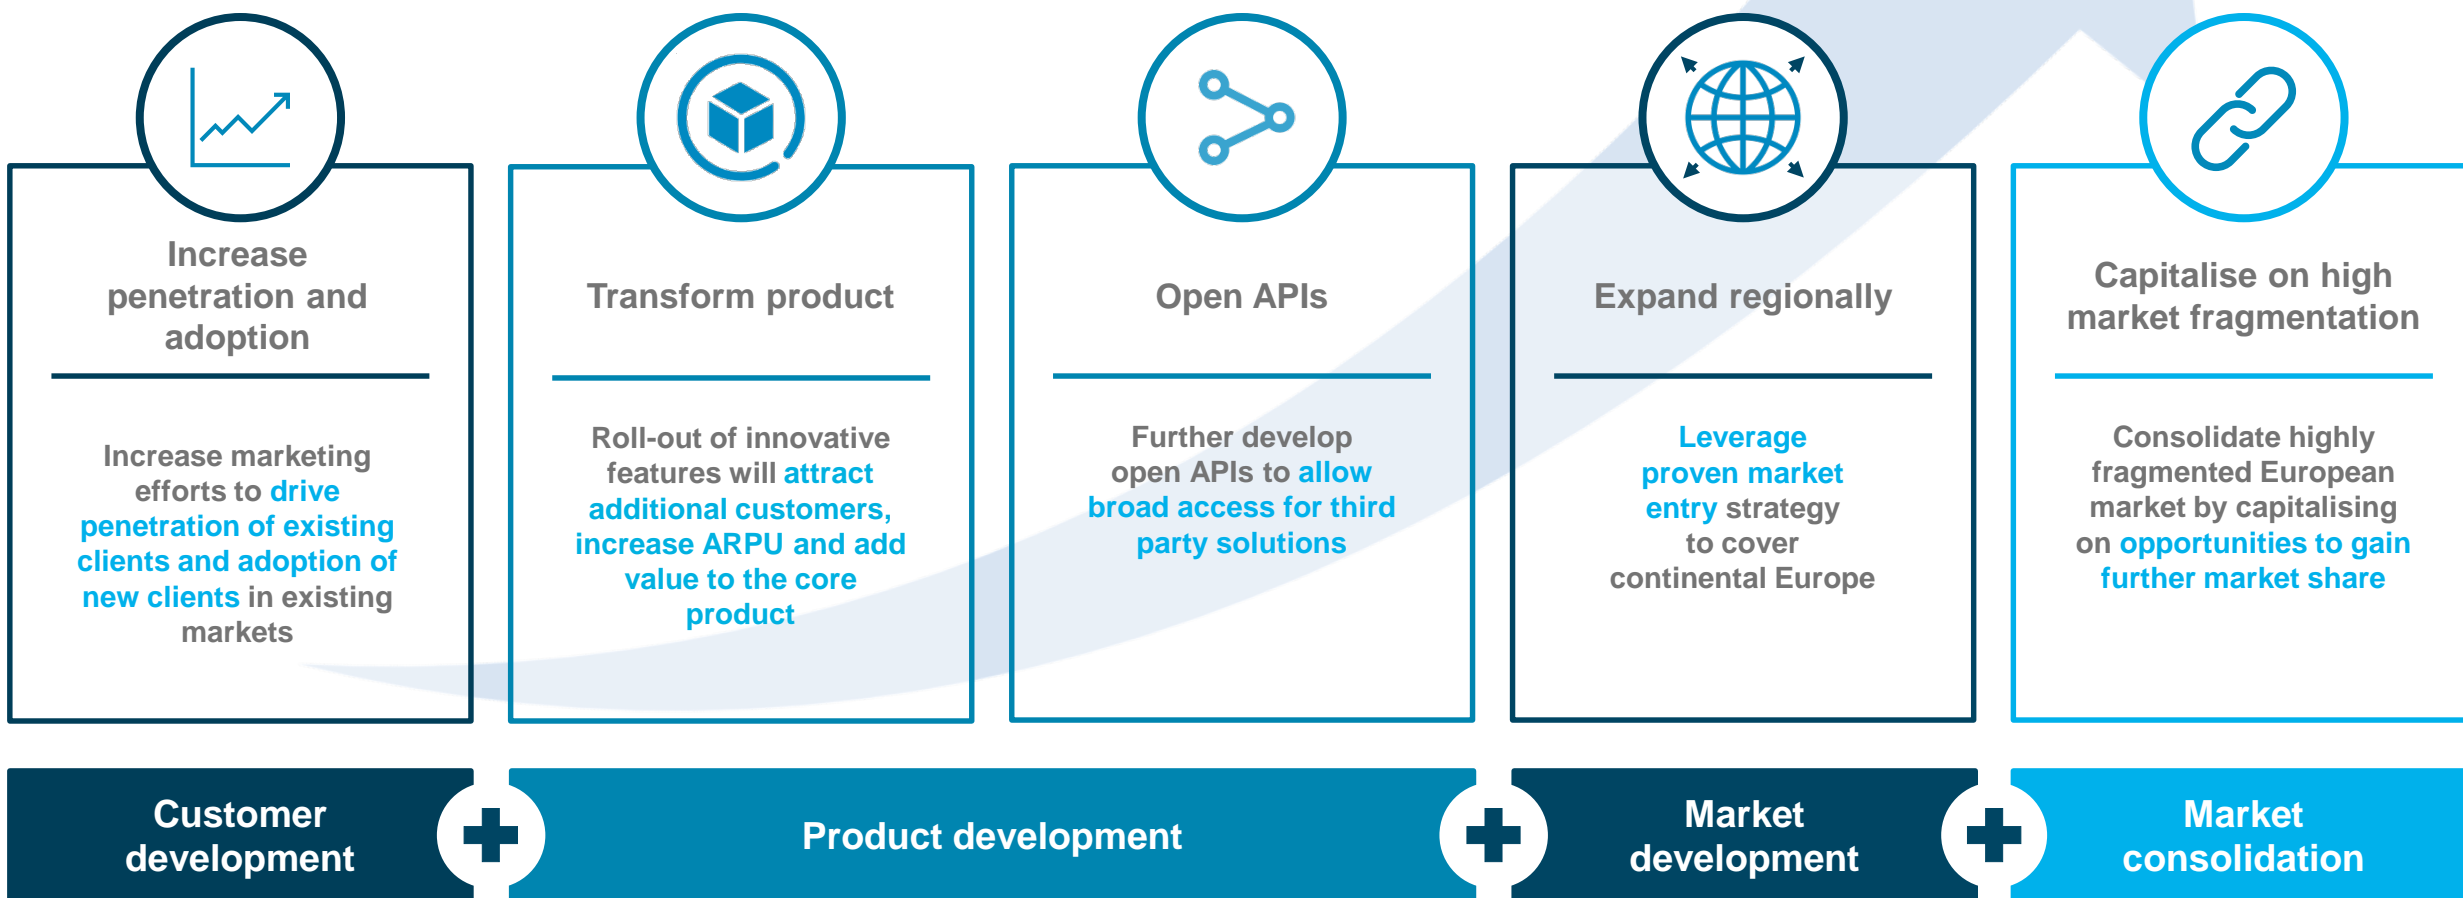 Increase
penetration and
adoption
Increase marketing
efforts to drive
penetration of existing
clients and adoption of
new clients in existing
markets
Transform product
Roll-out of innovative
features will attract
additional customers,
increase ARPU and add
value to the core
product
Open APIs
Further develop
open APIs to allow
broad access for third
party solutions
Expand regionally
Leverage
proven market
entry strategy
to cover
continental Europe
Capitalise on high
market fragmentation
Consolidate highly
fragmented European
market by capitalising
on opportunities to gain
further market share
Customer
development
Product development
Market
development
Market
consolidation